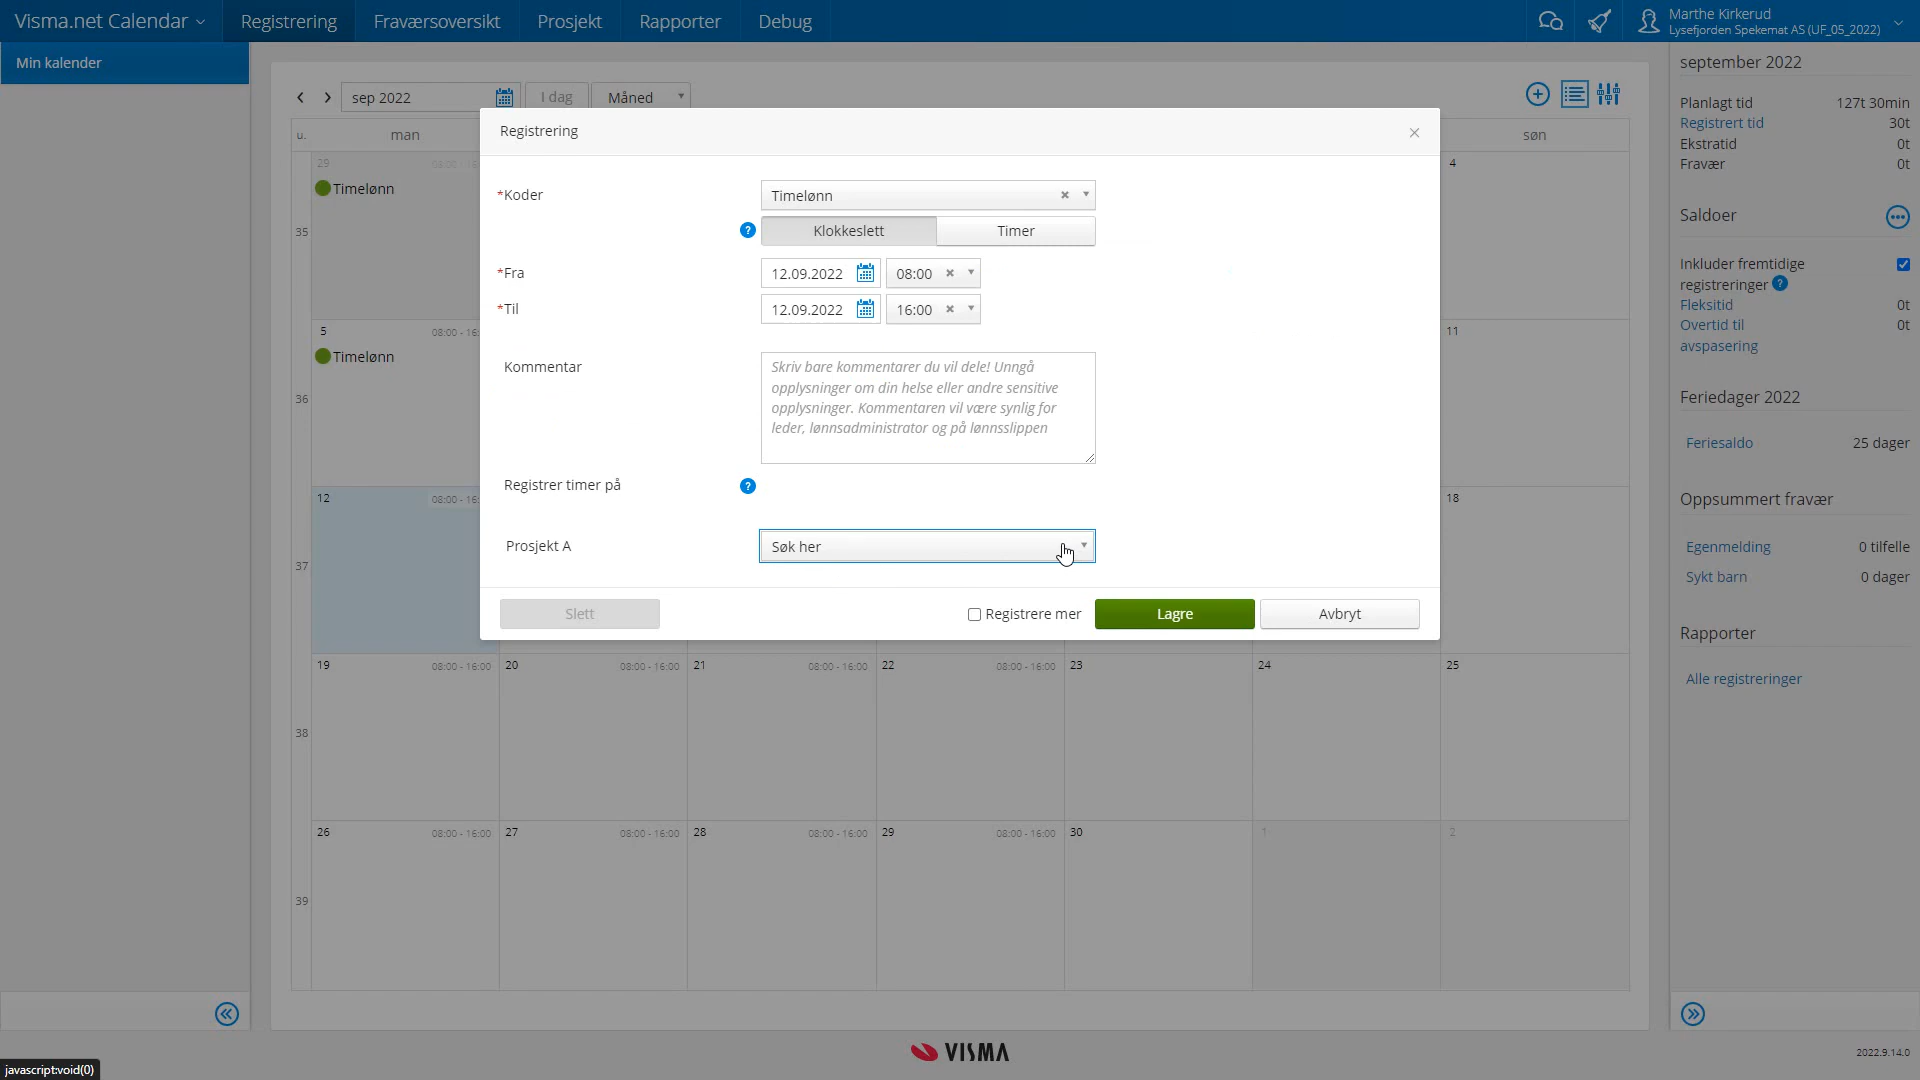 Visma.net Calendar
Registrering
Fraværsoversikt
Prosjekt
Rapporter
Debug
Marthe Kirkerud
Lysefjorden Spekemat AS (UF_05_2022)
Min kalender
sep 2022
I dag
Måned
u.
man
søn
29
Timelønn
4
35
5
08:00 - 16:
Timelønn
11
36
12
08:00 - 16:
18
37
19 08:00 - 16:00
20 08:00 - 16:00
21 08:00 - 16:00
22 08:00 - 16:00
23
24
25
38
26 08:00 - 16:00
27 08:00 - 16:00
28 08:00 - 16:00
29 08:00 - 16:00
30
1
2
39
Registrering
*Koder
Timelønn
?
Klokkeslett
Timer
*Fra
12.09.2022
08:00
*Til
12.09.2022
16:00
Kommentar
Skriv bare kommentarer du vil dele! Unngå
opplysninger om din helse eller andre sensitive
opplysninger. Kommentaren vil være synlig for
leder, lønnsadministrator og på lønnsslippen
Registrer timer på
?
Prosjekt A
Søk her
Slett
Registrere mer
Lagre
Avbryt
september 2022
Planlagt tid 127t 30min
Registrert tid 30t
Ekstratid 0t
Fravær 0t
Saldoer
Inkluder fremtidige
registreringer ?
Fleksitid 0t
Overtid til 0t
avspasering
Feriedager 2022
Feriesaldo 25 dager
Oppsummert fravær
Egenmelding 0 tilfelle
Sykt barn 0 dager
Rapporter
Alle registreringer
VISMA
2022.9.14.0
javascript:void(0)